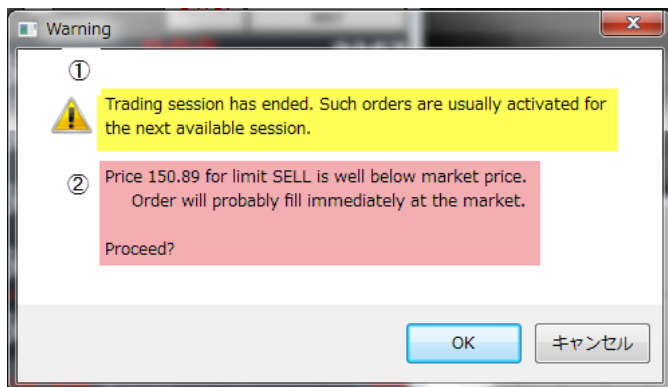 Warning
①
Trading session has ended. Such orders are usually activated for
the next available session.
②
Price 150.89 for limit SELL is well below market price.
Order will probably fill immediately at the market.
Proceed?
OK
キャンセル